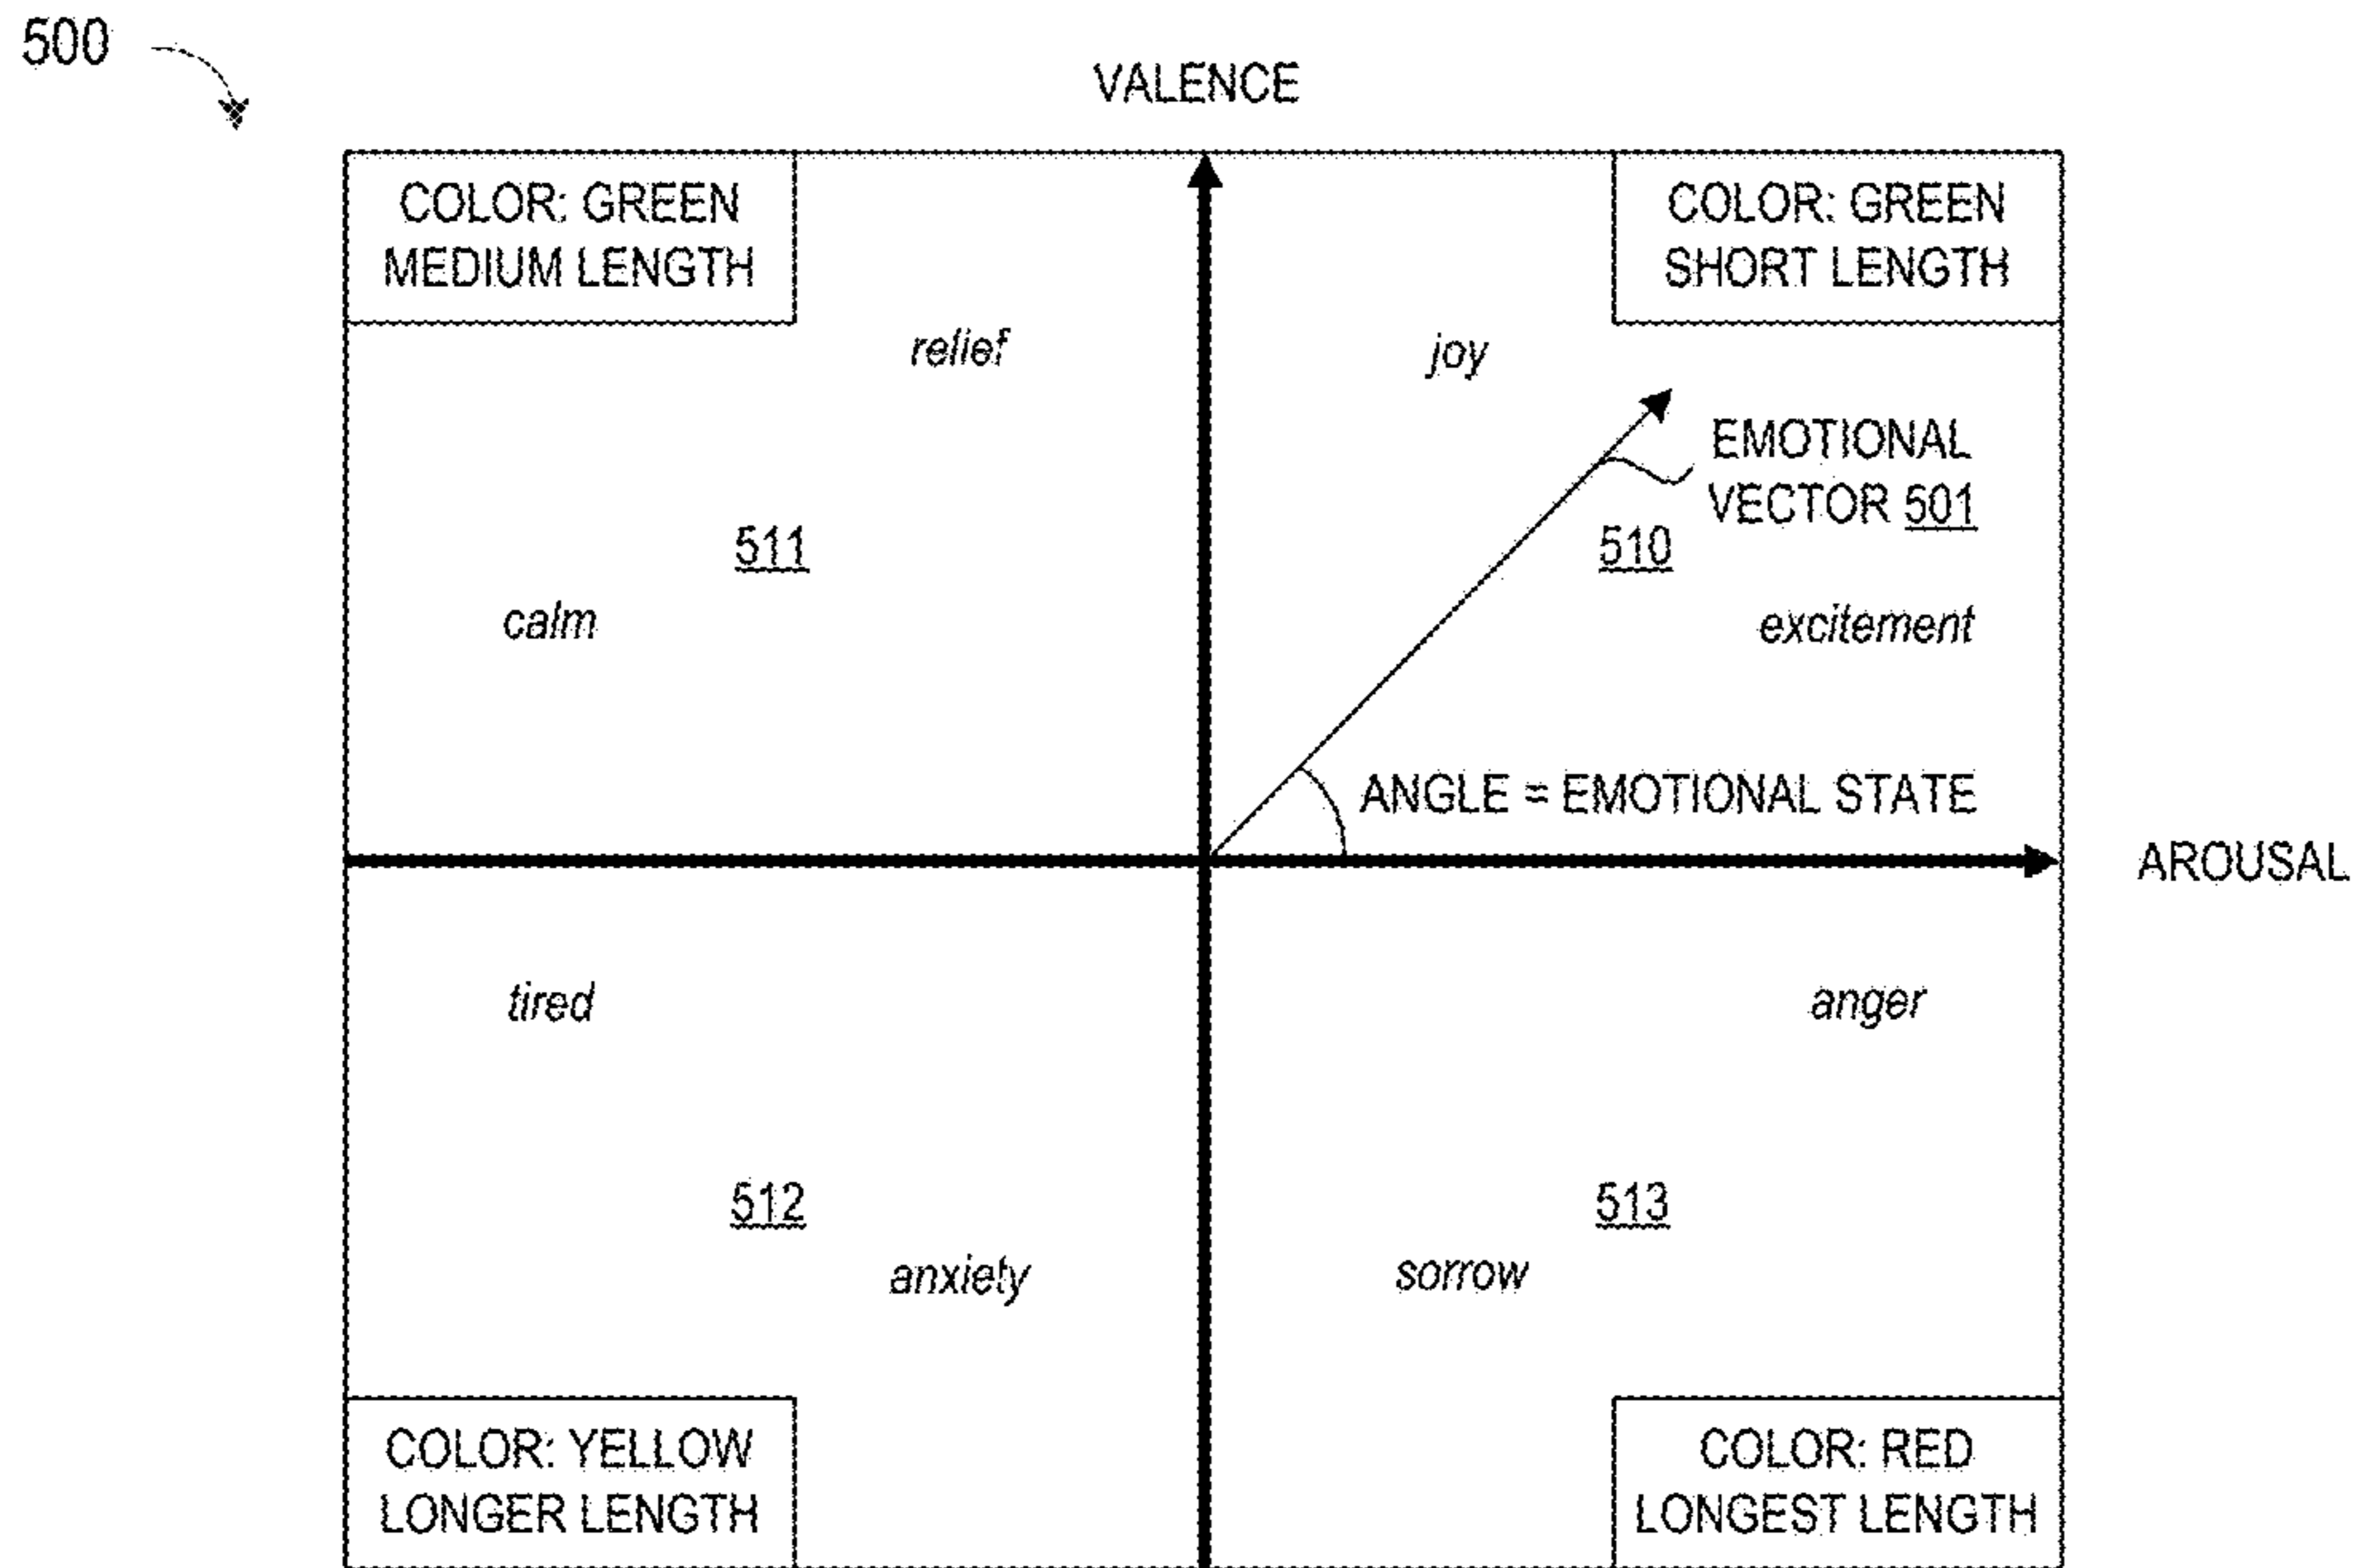 500
VALENCE
COLOR: GREEN
MEDIUM LENGTH
COLOR: GREEN
SHORT LENGTH
relief
joy
EMOTIONAL
VECTOR 501
511
510
calm
excitement
ANGLE = EMOTIONAL STATE
AROUSAL
tired
anger
512
513
anxiety
sorrow
COLOR: YELLOW
LONGER LENGTH
COLOR: RED
LONGEST LENGTH